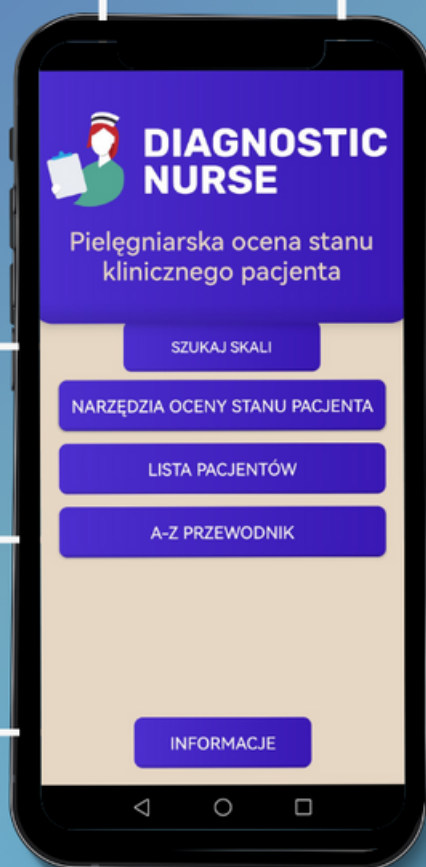 DIAGNOSTIC
NURSE
Pielęgniarska ocena stanu
klinicznego pacjenta
SZUKAJ SKALI
NARZĘDZIA OCENY STANU PACJENTA
LISTA PACJENTÓW
A-Z PRZEWODNIK
INFORMACJE